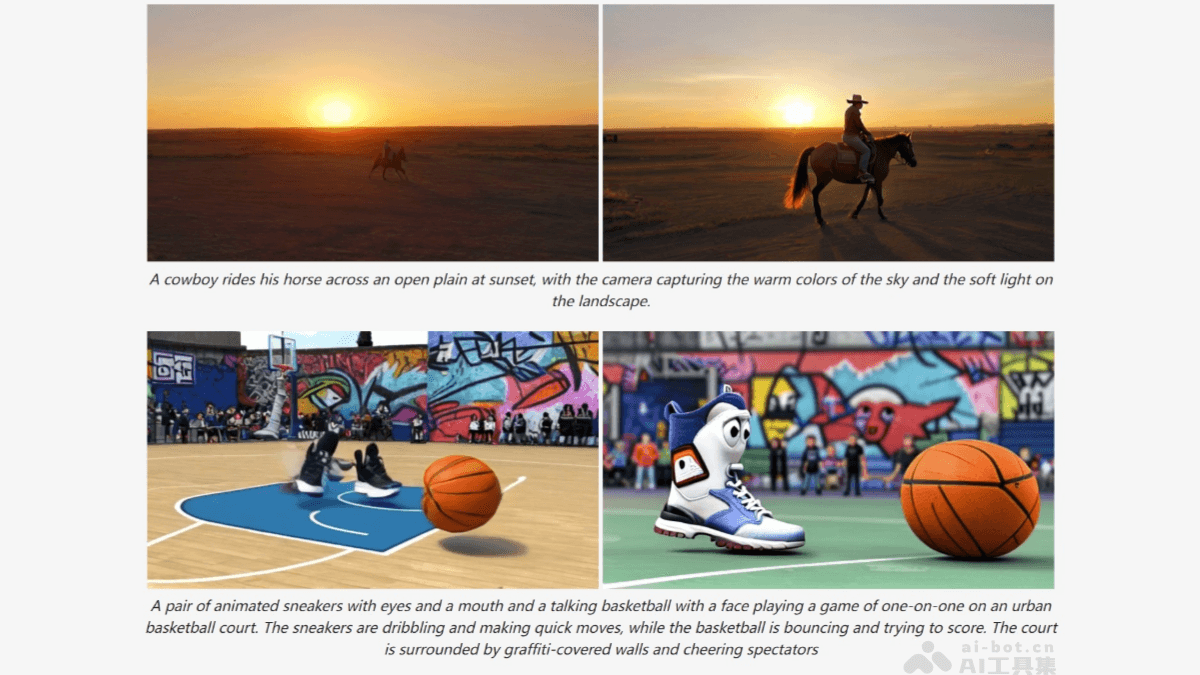 A cowboy rides his horse across an open plain at sunset, with the camera capturing the warm colors of the sky and the soft light on
the landscape.
A pair of animated sneakers with eyes and a mouth and a talking basketball with a face playing a game of one-on-one on an urban
basketball court. The sneakers are dribbling and making quick moves, while the basketball is bouncing and trying to score. The court
is surrounded by graffiti-covered walls and cheering spectators
ai-bot.cn
AI工具集